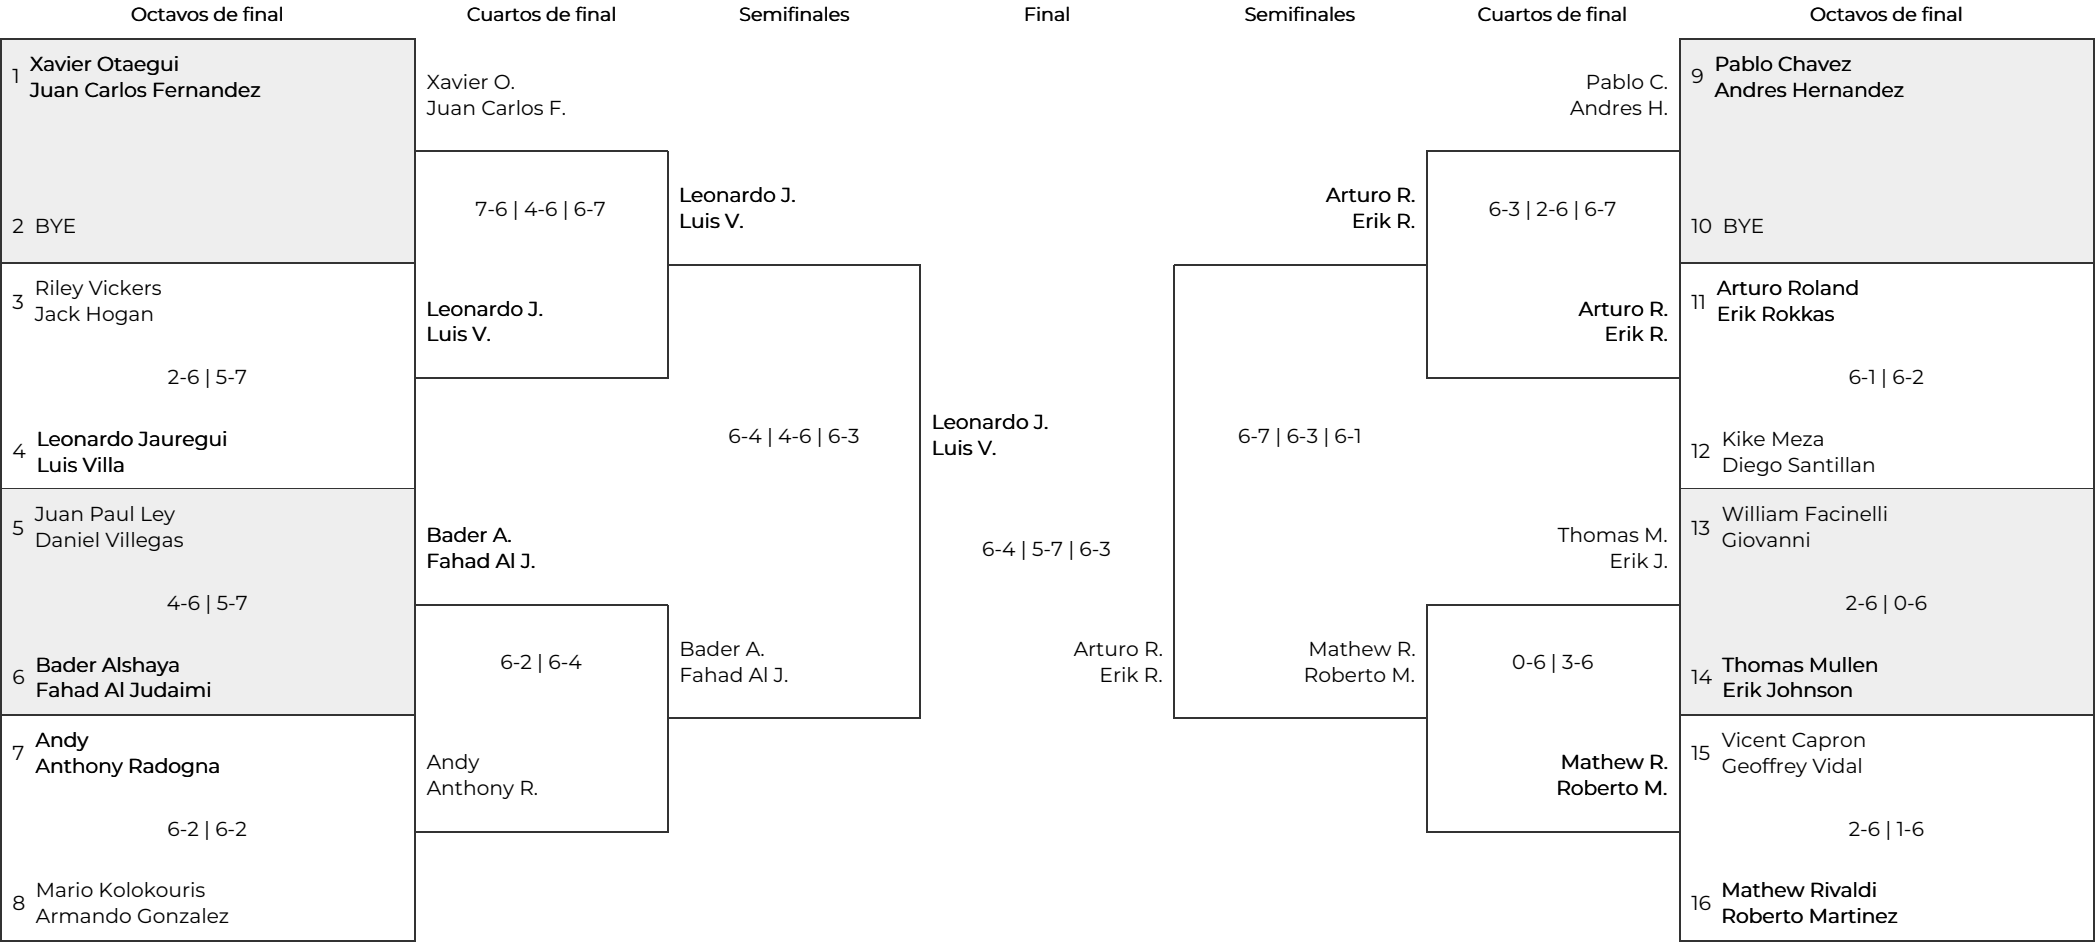 Octavos de final
Cuartos de final
Semifinales
Final
Semifinales
Cuartos de final
Octavos de final
1
Xavier Otaegui
Juan Carlos Fernandez
2 BYE
3
Riley Vickers
Jack Hogan
2-6 | 5-7
4
Leonardo Jauregui
Luis Villa
5
Juan Paul Ley
Daniel Villegas
4-6 | 5-7
6
Bader Alshaya
Fahad Al Judaimi
7
Andy
Anthony Radogna
6-2 | 6-2
8
Mario Kolokouris
Armando Gonzalez
Xavier O.
Juan Carlos F.
7-6 | 4-6 | 6-7
Leonardo J.
Luis V.
Bader A.
Fahad Al J.
6-2 | 6-4
Andy
Anthony R.
Leonardo J.
Luis V.
6-4 | 4-6 | 6-3
Bader A.
Fahad Al J.
Leonardo J.
Luis V.
6-4 | 5-7 | 6-3
Arturo R.
Erik R.
Arturo R.
Erik R.
6-7 | 6-3 | 6-1
Mathew R.
Roberto M.
Pablo C.
Andres H.
6-3 | 2-6 | 6-7
Arturo R.
Erik R.
Thomas M.
Erik J.
0-6 | 3-6
Mathew R.
Roberto M.
9
Pablo Chavez
Andres Hernandez
10 BYE
11
Arturo Roland
Erik Rokkas
6-1 | 6-2
12
Kike Meza
Diego Santillan
13
William Facinelli
Giovanni
2-6 | 0-6
14
Thomas Mullen
Erik Johnson
15
Vicent Capron
Geoffrey Vidal
2-6 | 1-6
16
Mathew Rivaldi
Roberto Martinez